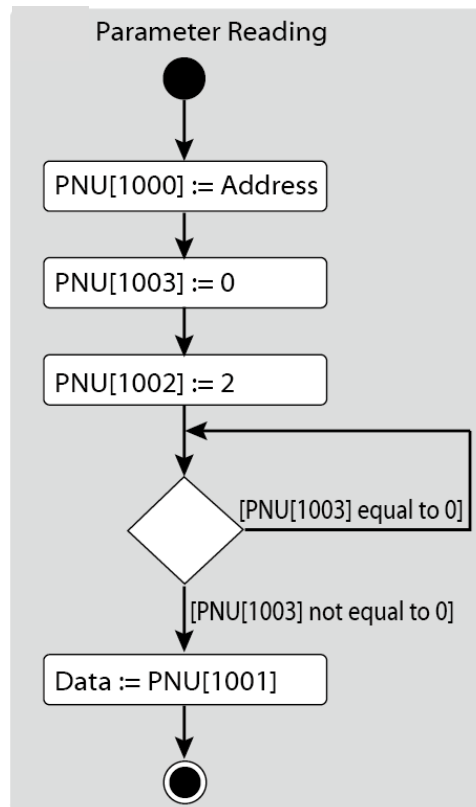 Parameter Reading
PNU[1000] := Address
PNU[1003] := 0
PNU[1002] := 2
[PNU[1003] equal to 0]
[PNU[1003] not equal to 0]
Data := PNU[1001]